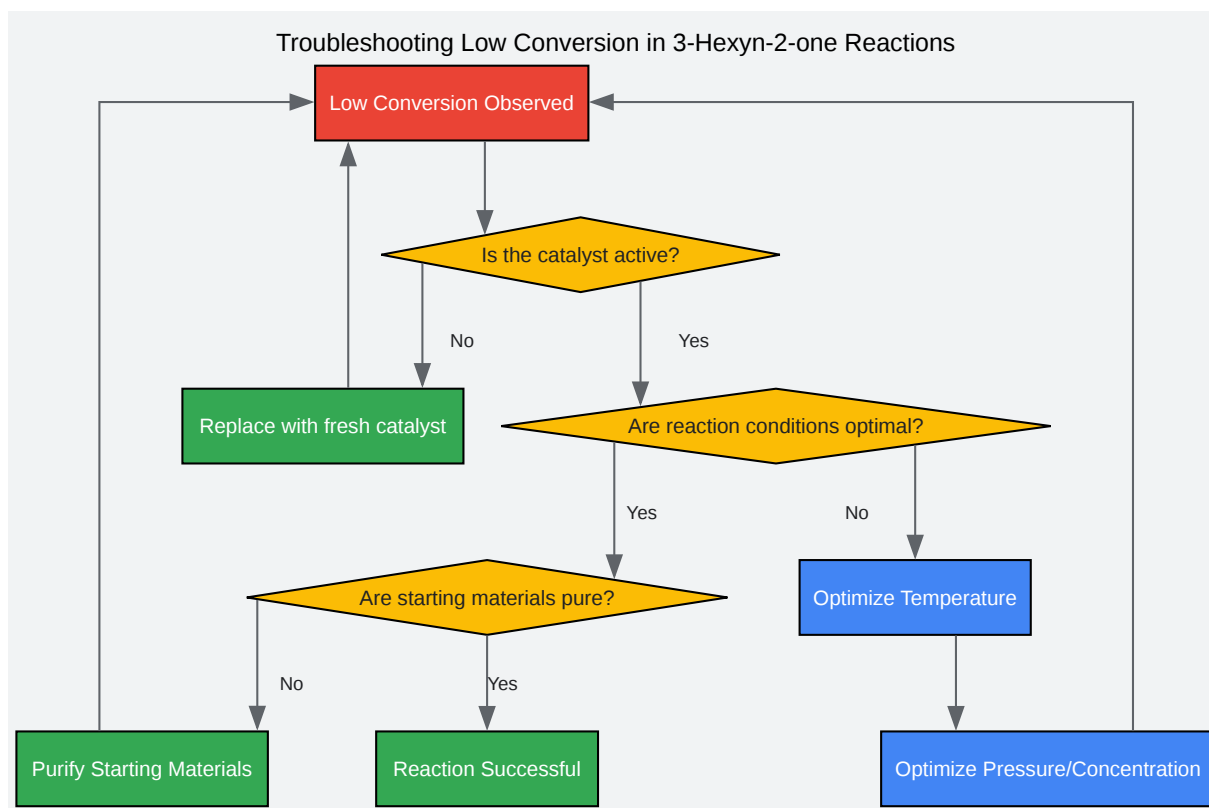 Troubleshooting Low Conversion in 3-Hexyn-2-one Reactions
Low Conversion Observed
Is the catalyst active?
No
Yes
Replace with fresh catalyst
Are reaction conditions optimal?
Yes
No
Are starting materials pure?
Optimize Temperature
No
Yes
Purify Starting Materials
Reaction Successful
Optimize Pressure/Concentration